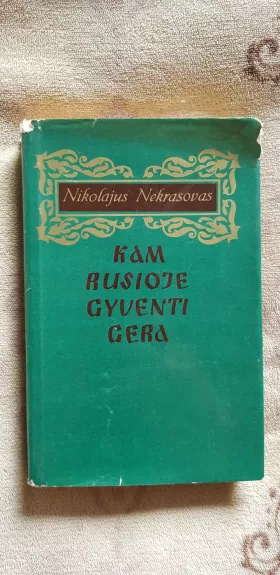 Nikolajus Nekrasovas
KAM
RUSIOJE
GYVENTI
GERA